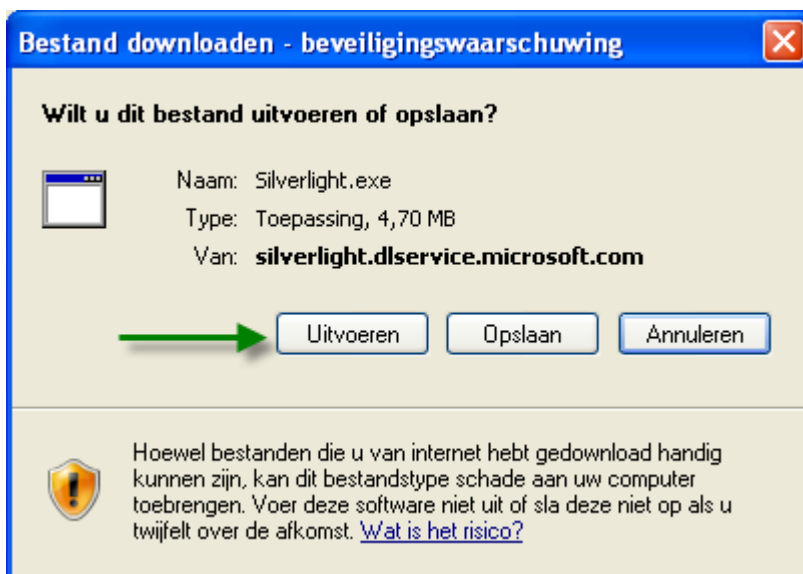 Bestand downloaden - beveiligingswaarschuwing
Wilt u dit bestand uitvoeren of opslaan?
Naam: Silverlight.exe
Type: Toepassing, 4,70 MB
Van: silverlight.dlservice.microsoft.com
Uitvoeren Opslaan Annuleren
Hoewel bestanden die u van internet hebt gedownload handig
kunnen zijn, kan dit bestandstype schade aan uw computer
toebrengen. Voer deze software niet uit of sla deze niet op als u
twijfelt over de afkomst. Wat is het risico?